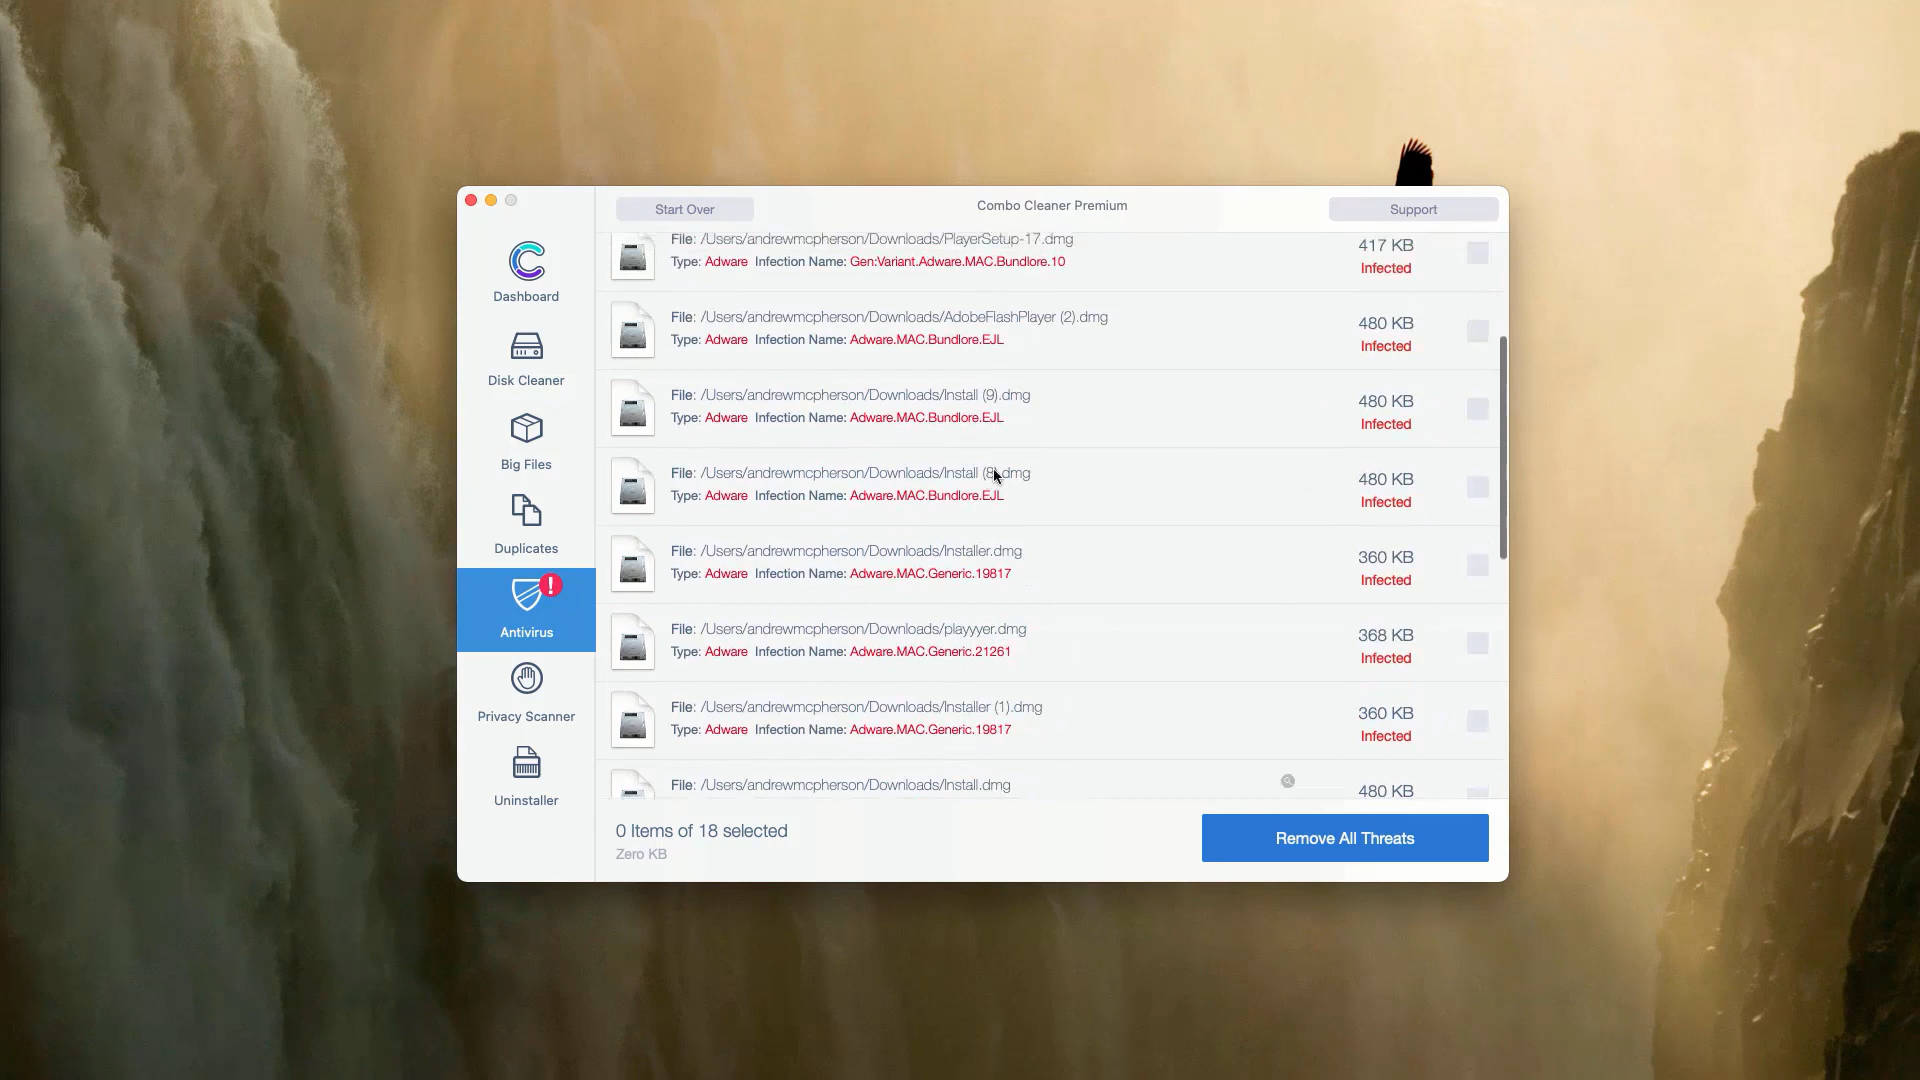 Start Over
Combo Cleaner Premium
Support
Dashboard
Disk Cleaner
Big Files
Duplicates
Antivirus
Privacy Scanner
Uninstaller
File: /Users/andrewmcpherson/Downloads/PlayerSetup-17.dmg
Type: Adware Infection Name: Gen:Variant.Adware.MAC.Bundlore.10
417 KB
Infected
File: /Users/andrewmcpherson/Downloads/AdobeFlashPlayer (2).dmg
Type: Adware Infection Name: Adware.MAC.Bundlore.EJL
480 KB
Infected
File: /Users/andrewmcpherson/Downloads/Install (9).dmg
Type: Adware Infection Name: Adware.MAC.Bundlore.EJL
480 KB
Infected
File: /Users/andrewmcpherson/Downloads/Install (8).dmg
Type: Adware Infection Name: Adware.MAC.Bundlore.EJL
480 KB
Infected
File: /Users/andrewmcpherson/Downloads/Installer.dmg
Type: Adware Infection Name: Adware.MAC.Generic.19817
360 KB
Infected
File: /Users/andrewmcpherson/Downloads/playyyer.dmg
Type: Adware Infection Name: Adware.MAC.Generic.21261
368 KB
Infected
File: /Users/andrewmcpherson/Downloads/Installer (1).dmg
Type: Adware Infection Name: Adware.MAC.Generic.19817
360 KB
Infected
File: /Users/andrewmcpherson/Downloads/Install.dmg
480 KB
0 Items of 18 selected
Zero KB
Remove All Threats